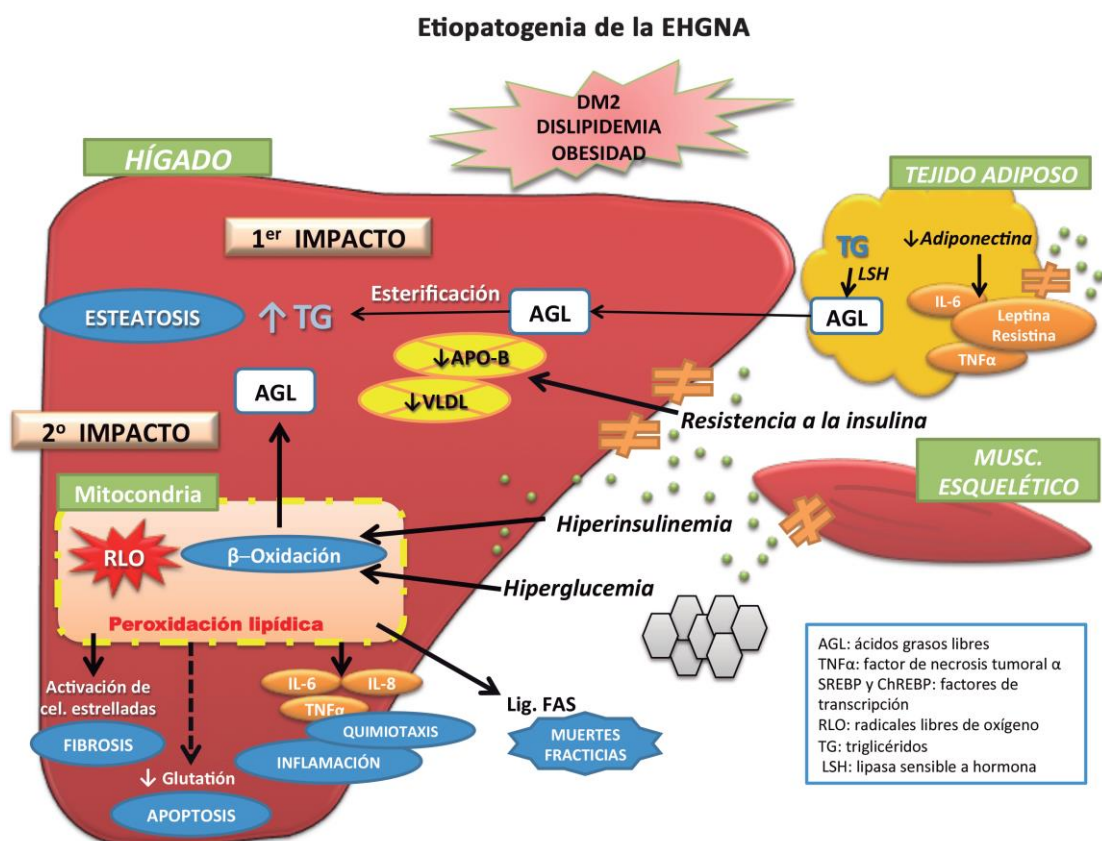 Etiopatogenia de la EHGNA
DM2
DISLIPIDEMIA
OBESIDAD
HÍGADO
TEJIDO ADIPOSO
1er IMPACTO
TG
↓Adiponectina
LSH
IL-6
AGL
Leptina
Resistina
TNFα
ESTEATOSIS
↑ TG
Esterificación
AGL
↓APO-B
↓VLDL
AGL
Resistencia a la insulina
2o IMPACTO
MUSC.
ESQUELÉTICO
Mitocondria
RLO
β–Oxidación
Hiperinsulinemia
Hiperglucemia
Peroxidación lipídica
Activación de
cel. estrelladas
FIBROSIS
↓ Glutatión
APOPTOSIS
IL-6
IL-8
TNFα
QUIMIOTAXIS
INFLAMACIÓN
Lig. FAS
MUERTES
FRACTICIAS
AGL: ácidos grasos libres
TNFα: factor de necrosis tumoral α
SREBP y ChREBP: factores de
transcripción
RLO: radicales libres de oxígeno
TG: triglicéridos
LSH: lipasa sensible a hormona